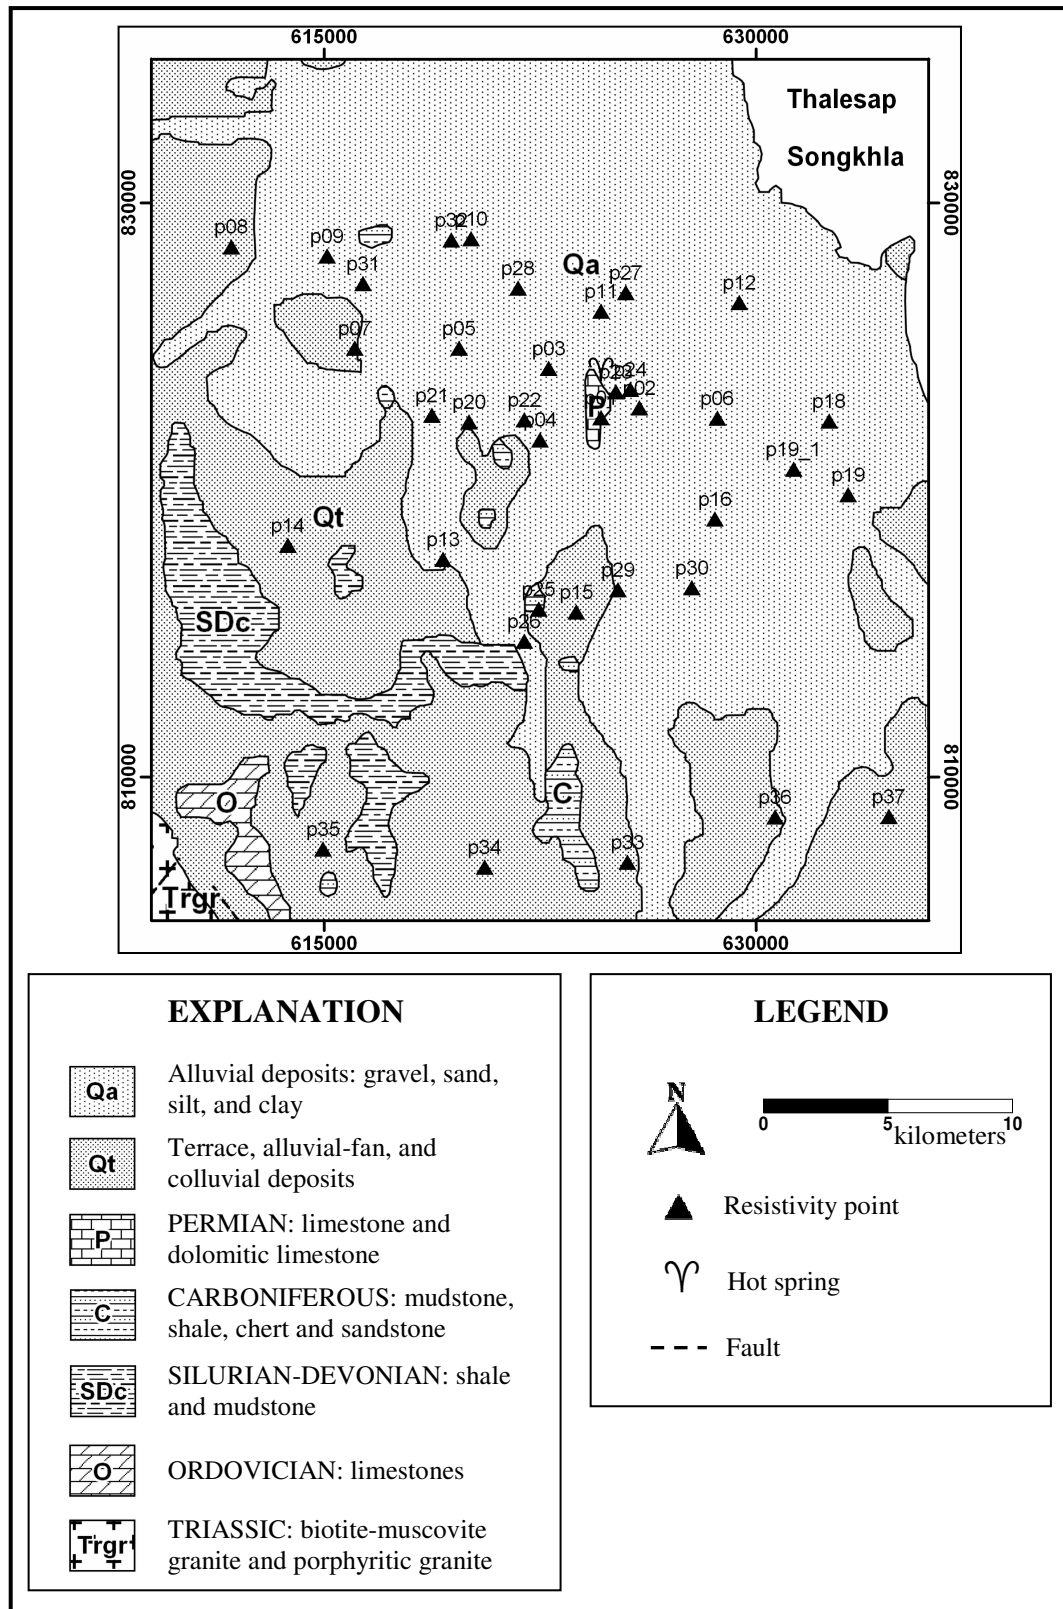 615000 630000
Thalesap
Songkhla
830000 830000
p08
p09
p32
p10
p31
p28
Qa
p27
p11
p12
p07
p05
p03
p23
p24
p02
P
p01
p21
p20
p22
p04
p06
p18
p19_1
p19
p16
Qt
p14
p13
p29
p30
p25
p15
p26
SDc
810000 810000
O
C
p36
p37
p35
p34
p33
Trgr
615000 630000
EXPLANATION
Qa Alluvial deposits: gravel, sand,
silt, and clay
Qt Terrace, alluvial-fan, and
colluvial deposits
P PERMIAN: limestone and
dolomitic limestone
C CARBONIFEROUS: mudstone,
shale, chert and sandstone
SDc SILURIAN-DEVONIAN: shale
and mudstone
O ORDOVICIAN: limestones
Trgr TRIASSIC: biotite-muscovite
granite and porphyritic granite
LEGEND
N
0 5 10
kilometers
Resistivity point
Hot spring
Fault